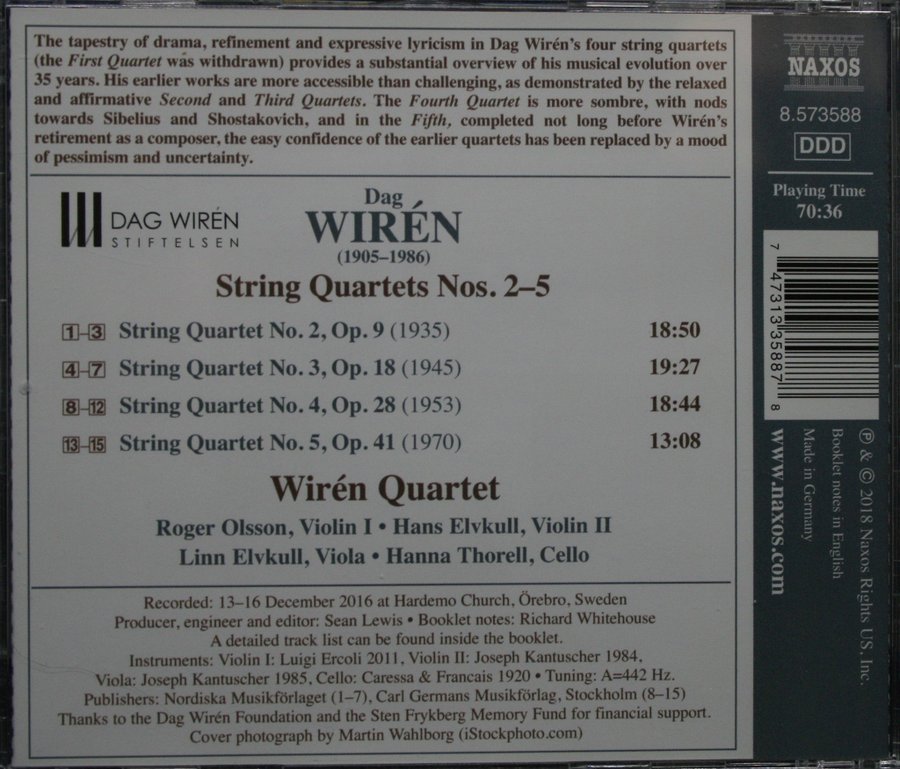 The tapestry of drama, refinement and expressive lyricism in Dag Wirén's four string quartets
(the First Quartet was withdrawn) provides a substantial overview of his musical evolution over
35 years. His earlier works are more accessible than challenging, as demonstrated by the relaxed
and affirmative Second and Third Quartets. The Fourth Quartet is more sombre, with nods
towards Sibelius and Shostakovich, and in the Fifth, completed not long before Wirén's
retirement as a composer, the easy confidence of the earlier quartets has been replaced by a mood
of pessimism and uncertainty.
DAG WIRÉN
STIFTELSEN
Dag
WIRÉN
(1905–1986)
String Quartets Nos. 2–5
1–3 String Quartet No. 2, Op. 9 (1935) 18:50
4–7 String Quartet No. 3, Op. 18 (1945) 19:27
8–12 String Quartet No. 4, Op. 28 (1953) 18:44
13–15 String Quartet No. 5, Op. 41 (1970) 13:08
Wirén Quartet
Roger Olsson, Violin I • Hans Elvkull, Violin II
Linn Elvkull, Viola • Hanna Thorell, Cello
Recorded: 13–16 December 2016 at Hardemo Church, Örebro, Sweden
Producer, engineer and editor: Sean Lewis • Booklet notes: Richard Whitehouse
A detailed track list can be found inside the booklet.
Instruments: Violin I: Luigi Ercoli 2011, Violin II: Joseph Kantuscher 1984,
Viola: Joseph Kantuscher 1985, Cello: Caressa & Francais 1920 • Tuning: A=442 Hz.
Publishers: Nordiska Musikförlaget (1–7), Carl Germans Musikförlag, Stockholm (8–15)
Thanks to the Dag Wirén Foundation and the Sten Frykberg Memory Fund for financial support.
Cover photograph by Martin Wahlborg (iStockphoto.com)
NAXOS
8.573588
DDD
Playing Time
70:36
7 47313 35887 8
℗ & © 2018 Naxos Rights US, Inc.
Booklet notes in English
Made in Germany
www.naxos.com